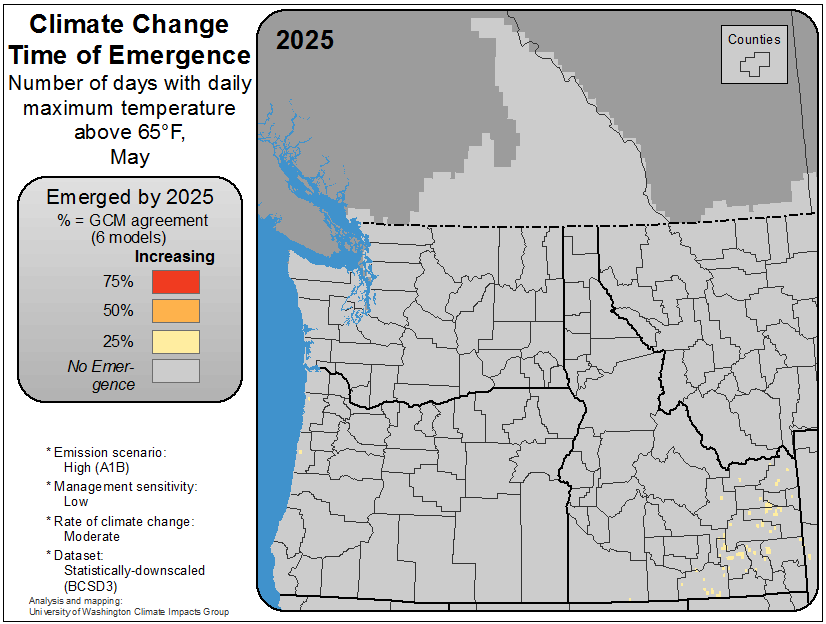 Climate Change
Time of Emergence
Number of days with daily
maximum temperature
above 65°F,
May
Emerged by 2025
% = GCM agreement
(6 models)
Increasing
75%
50%
25%
No Emer-
gence
* Emission scenario:
High (A1B)
* Management sensitivity:
Low
* Rate of climate change:
Moderate
* Dataset:
Statistically-downscaled
(BCSD3)
Analysis and mapping:
University of Washington Climate Impacts Group
2025
Counties